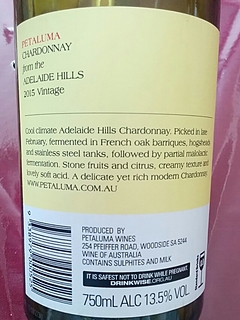 PETALUMA
CHARDONNAY
from the
ADELAIDE HILLS
2015 Vintage
Cool climate Adelaide Hills Chardonnay. Picked in late
February, fermented in French oak barriques, hogsheads
and stainless steel tanks, followed by partial malolactic
fermentation. Stone fruits and citrus, creamy texture and
lovely soft acid. A delicate yet rich modern Chardonnay.
WWW.PETALUMA.COM.AU
PRODUCED BY
PETALUMA WINES
254 PFEIFFER ROAD, WOODSIDE SA 5244
WINE OF AUSTRALIA
CONTAINS SULPHITES AND MILK
IT IS SAFEST NOT TO DRINK WHILE PREGNANT.
DRINKWISE.ORG.AU
750mL ALC 13.5% VOL